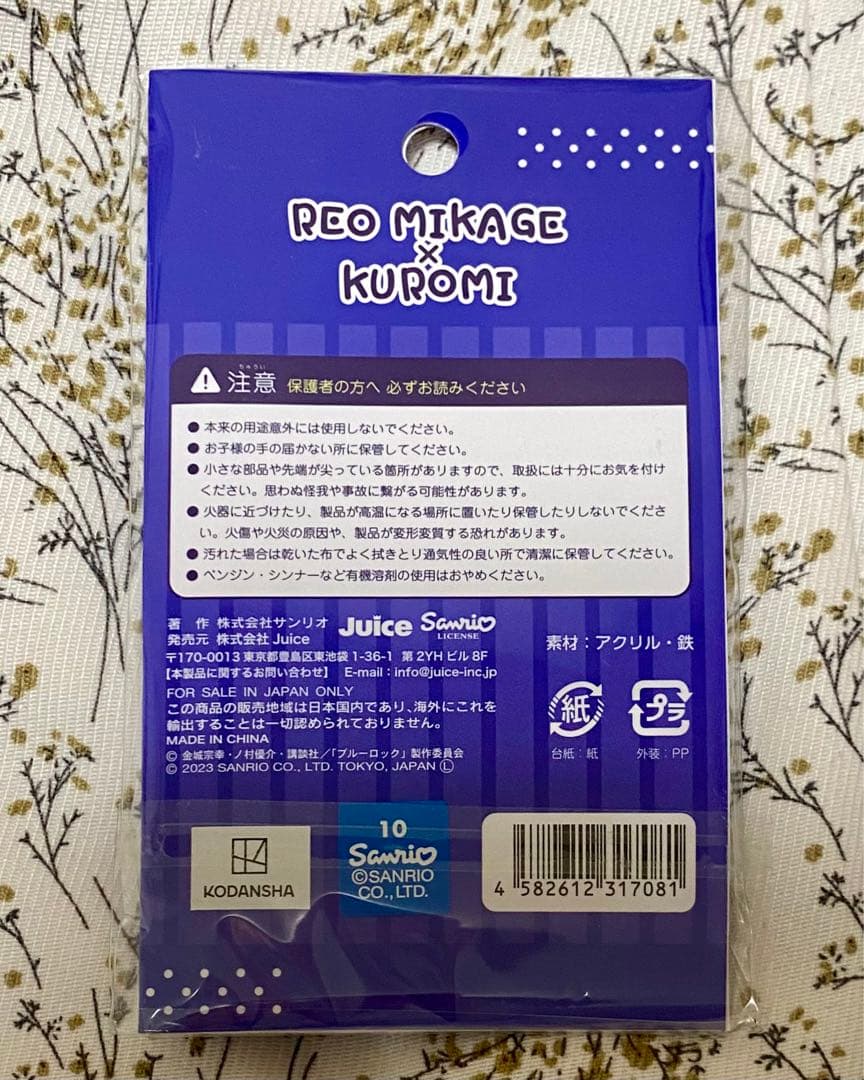 REO MIKAGE
×
KUROMI
ちゅうい
注意 保護者の方へ 必ずお読みください
● 本来の用途意外には使用しないでください。
● お子様の手の届かない所に保管してください。
● 小さな部品や先端が尖っている箇所がありますので、取扱には十分にお気を付け
ください。思わぬ怪我や事故に繋がる可能性があります。
● 火器に近づけたり、製品が高温になる場所に置いたり保管したりしないでくださ
い。火傷や火災の原因や、製品が変形変質する恐れがあります。
● 汚れた場合は乾いた布でよく拭きとり通気性の良い所で清潔に保管してください。
● ベンジン・シンナーなど有機溶剤の使用はおやめください。
著 作 株式会社サンリオ
発売元 株式会社 Juice
Juice Sanrio
LICENSE
〒170-0013 東京都豊島区東池袋 1-36-1 第 2YH ビル 8F
【本製品に関するお問い合わせ】 E-mail:info@juice-inc.jp
FOR SALE IN JAPAN ONLY
この商品の販売地域は日本国内であり、海外にこれを
輸出することは一切認められておりません。
MADE IN CHINA
© 金城宗幸・ノ村優介・講談社/「ブルーロック」製作委員会
© 2023 SANRIO CO., LTD. TOKYO, JAPAN Ⓛ
素材:アクリル・鉄
紙 プラ
台紙:紙 外装:PP
KODANSHA
10
Sanrio
©SANRIO
CO.,LTD.
4 582612 317081